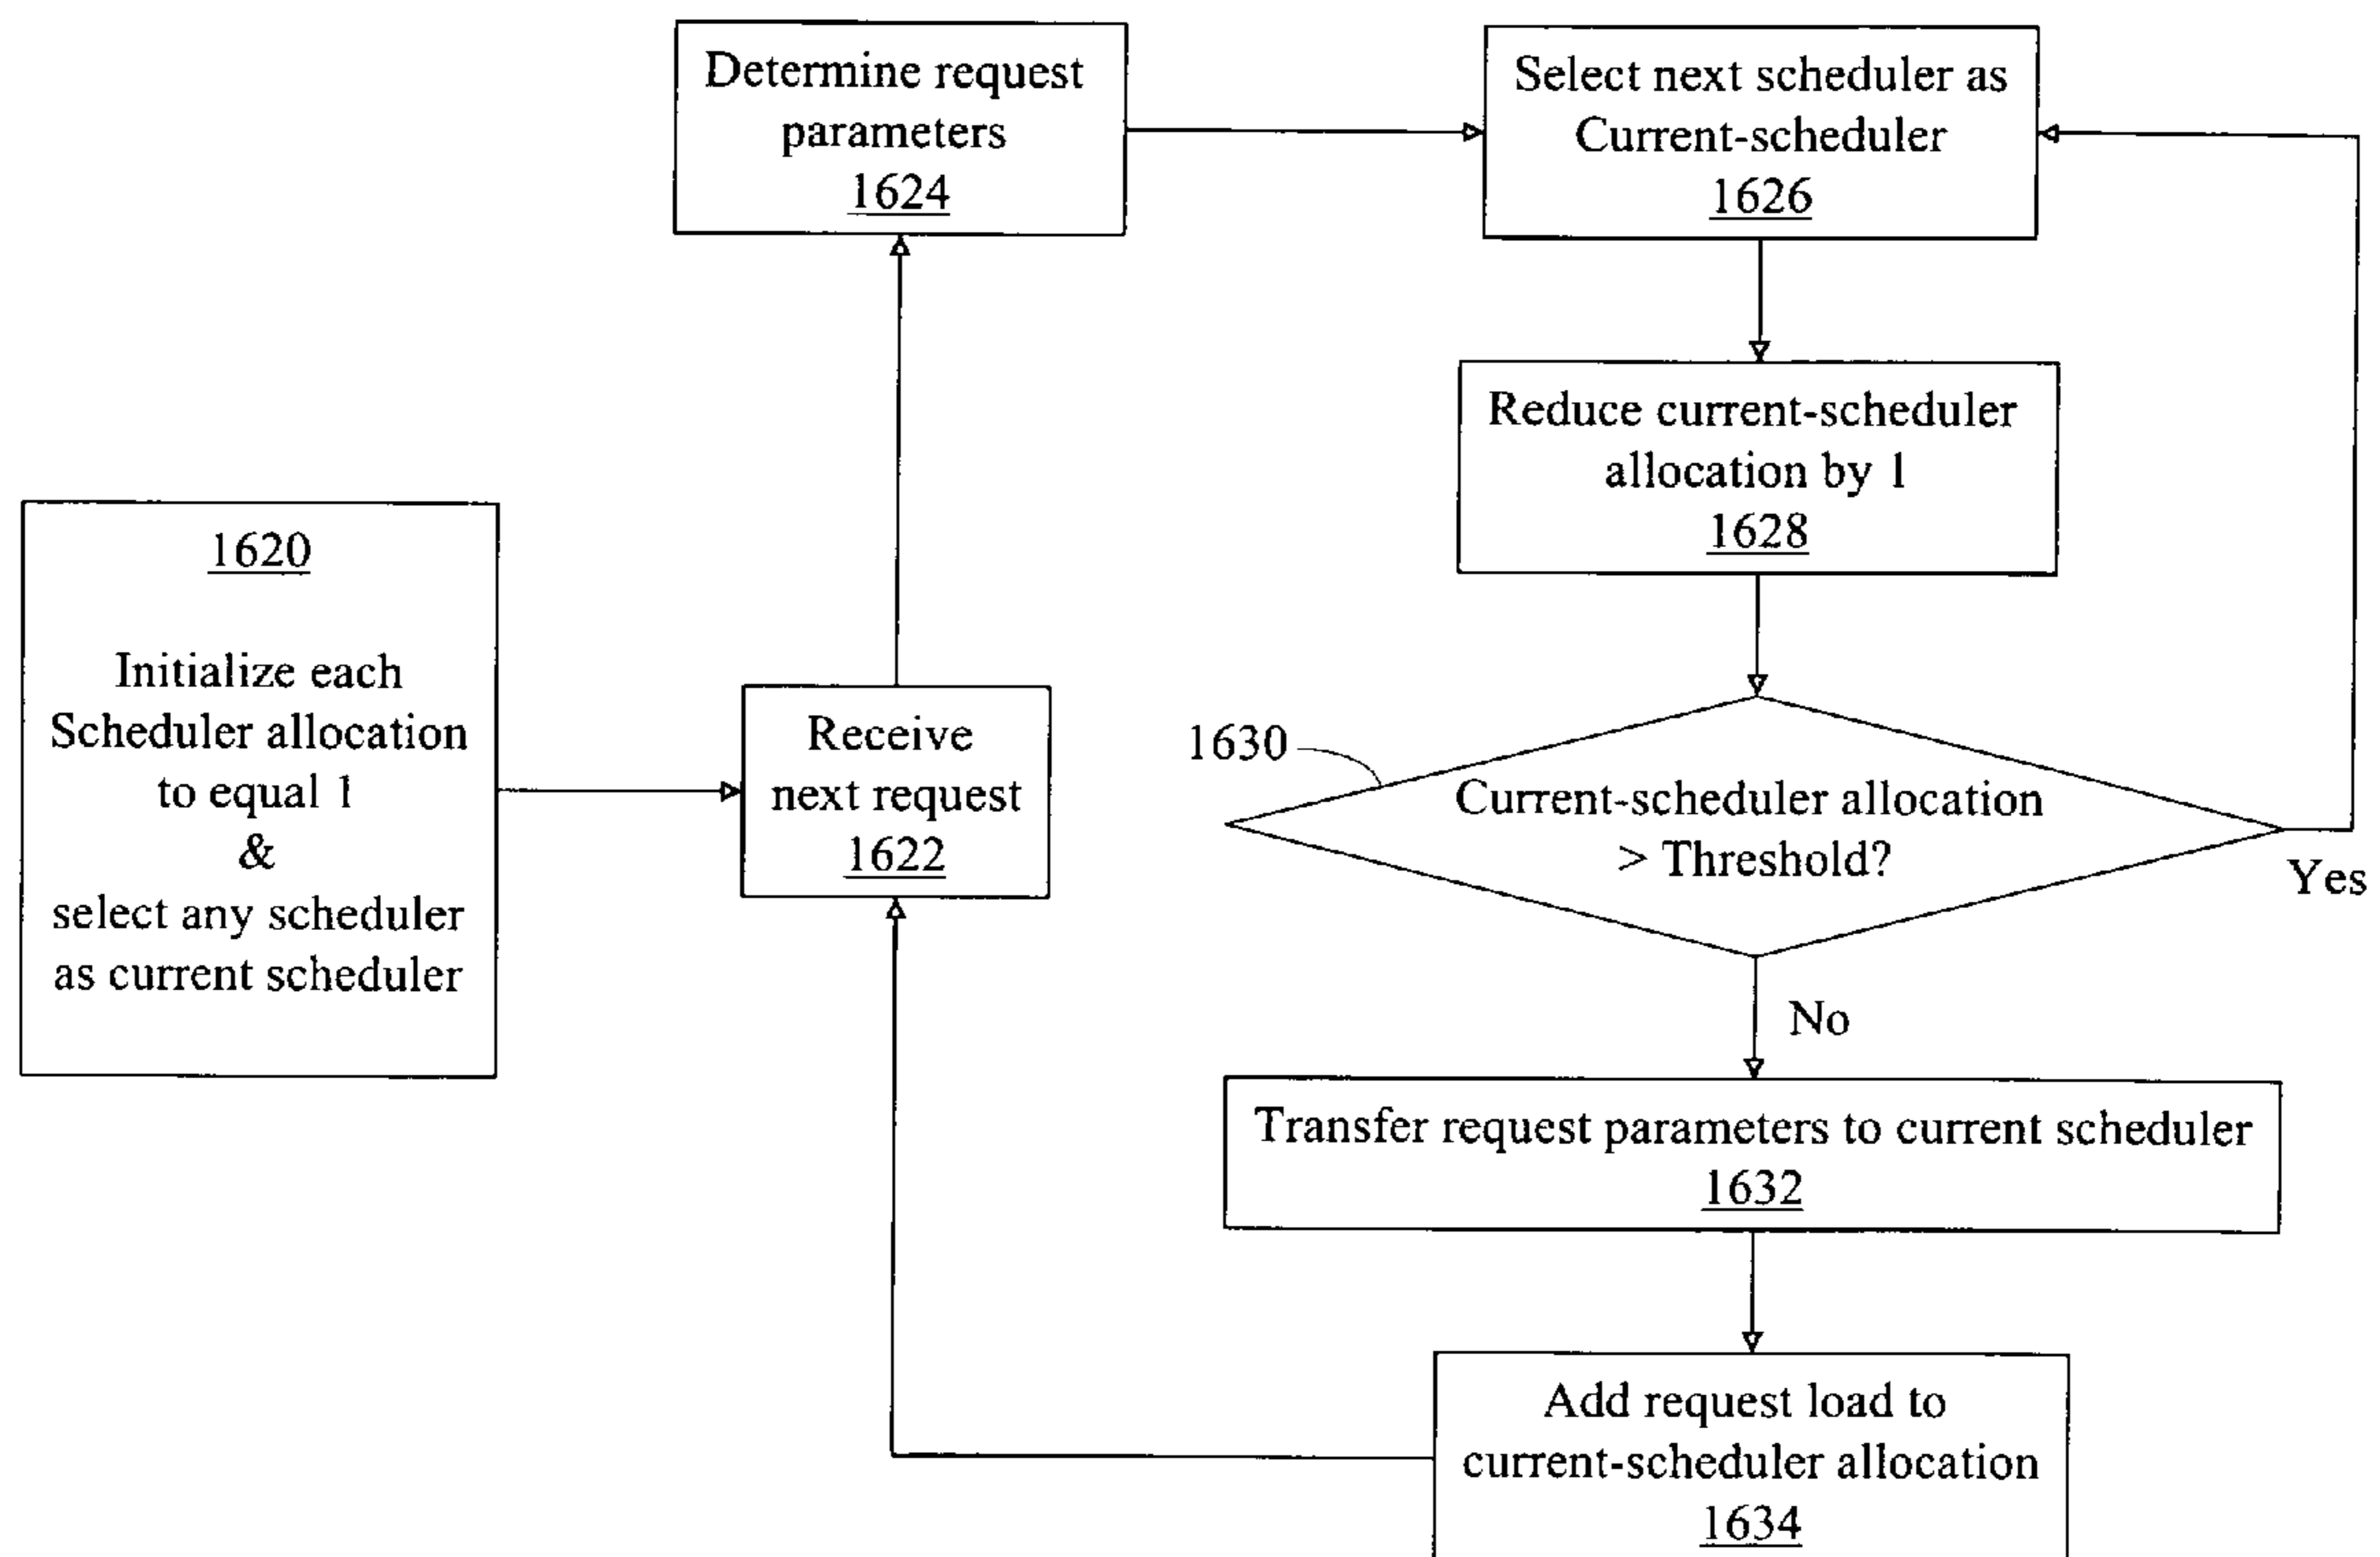 Determine request
parameters
1624
Select next scheduler as
Current-scheduler
1626
Reduce current-scheduler
allocation by 1
1628
1620
Initialize each
Scheduler allocation
to equal 1
&
select any scheduler
as current scheduler
Receive
next request
1622
1630
Current-scheduler allocation
> Threshold?
Yes
No
Transfer request parameters to current scheduler
1632
Add request load to
current-scheduler allocation
1634